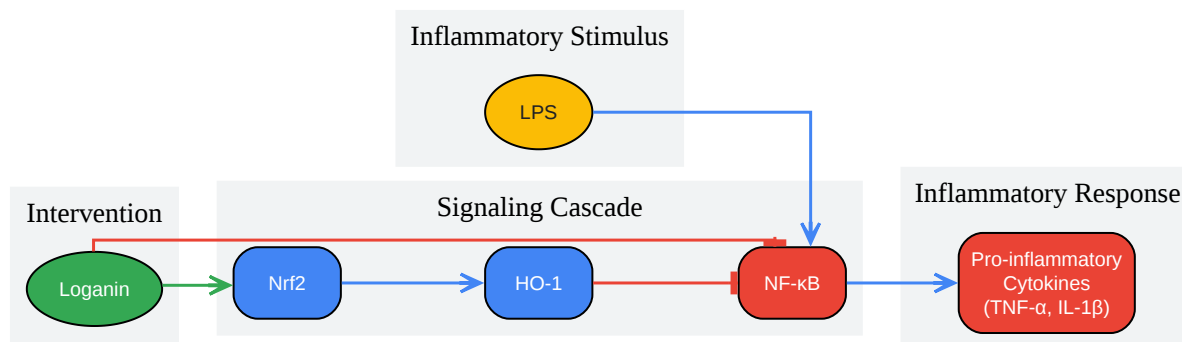 Inflammatory Stimulus
LPS
Intervention
Loganin
Signaling Cascade
Nrf2
HO-1
NF-κB
Inflammatory Response
Pro-inflammatory
Cytokines
(TNF-α, IL-1β)